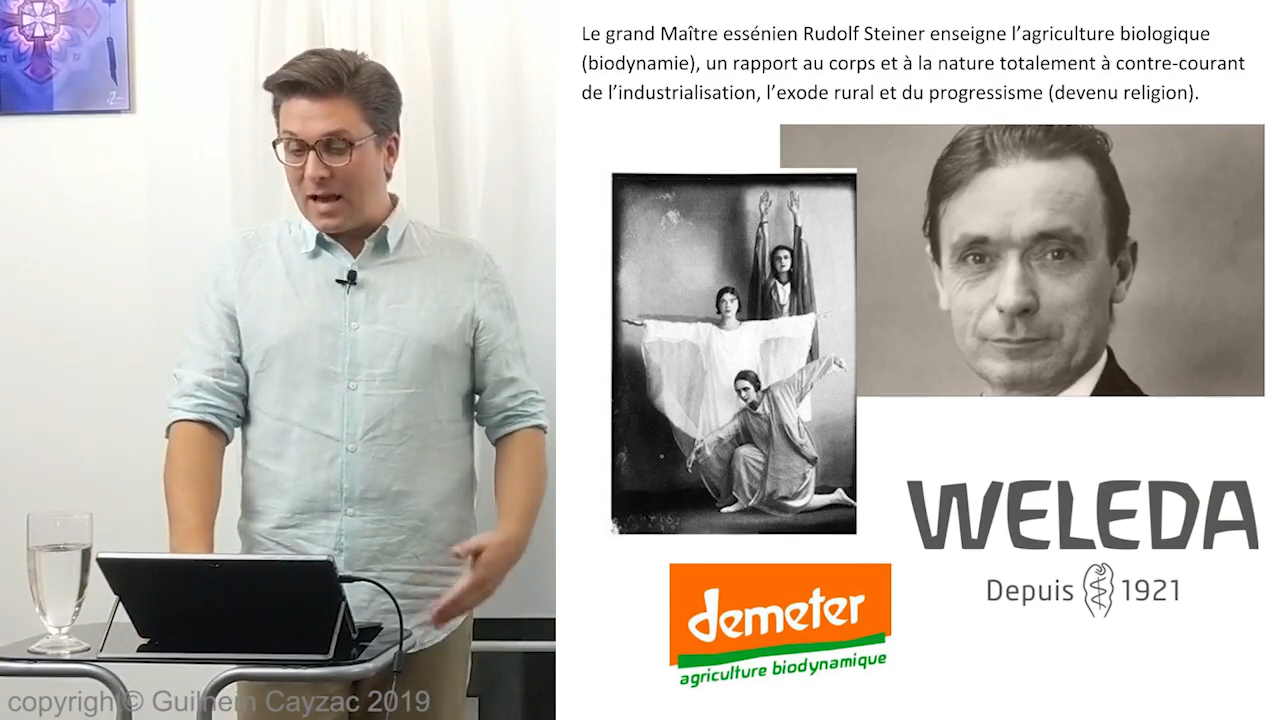 Le grand Maître essénien Rudolf Steiner enseigne l’agriculture biologique
(biodynamie), un rapport au corps et à la nature totalement à contre-courant
de l’industrialisation, l’exode rural et du progressisme (devenu religion).
WELEDA
Depuis 1921
demeter
agriculture biodynamique
copyright© Guilhem Cayzac 2019